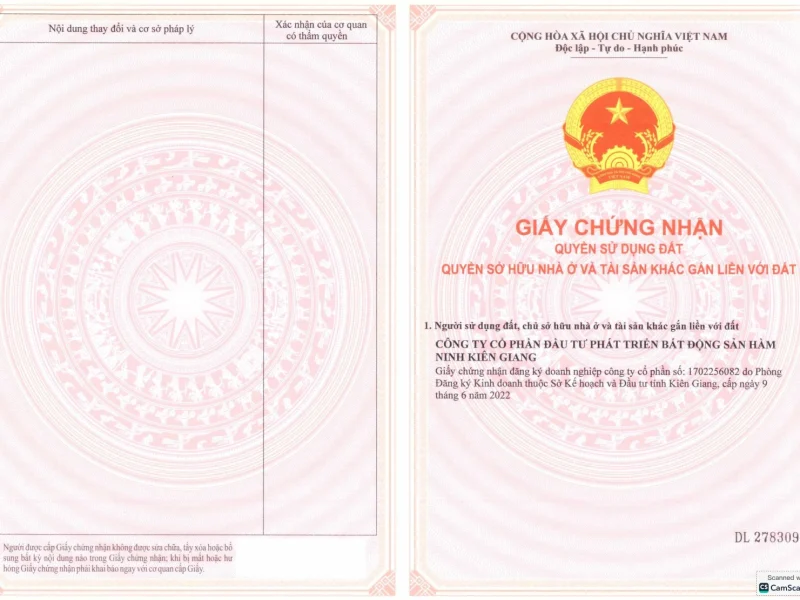 Nội dung thay đổi và cơ sở pháp lý
Xác nhận của cơ quan
có thẩm quyền
Người được cấp Giấy chứng nhận không được sửa chữa, tẩy xóa hoặc bổ
sung bất kỳ nội dung nào trong Giấy chứng nhận; khi bị mất hoặc hư
hỏng Giấy chứng nhận phải khai báo ngay với cơ quan cấp Giấy.
CỘNG HÒA XÃ HỘI CHỦ NGHĨA VIỆT NAM
Độc lập - Tự do - Hạnh phúc
GIẤY CHỨNG NHẬN
QUYỀN SỬ DỤNG ĐẤT
QUYỀN SỞ HỮU NHÀ Ở VÀ TÀI SẢN KHÁC GẮN LIỀN VỚI ĐẤT
1. Người sử dụng đất, chủ sở hữu nhà ở và tài sản khác gắn liền với đất
CÔNG TY CỔ PHẦN ĐẦU TƯ PHÁT TRIỂN BẤT ĐỘNG SẢN HÀM
NINH KIÊN GIANG
Giấy chứng nhận đăng ký doanh nghiệp công ty cổ phần số: 1702256082 do Phòng
Đăng ký Kinh doanh thuộc Sở Kế hoạch và Đầu tư tỉnh Kiên Giang, cấp ngày 9
tháng 6 năm 2022
DL 278309
Scanned w
CS CamSca